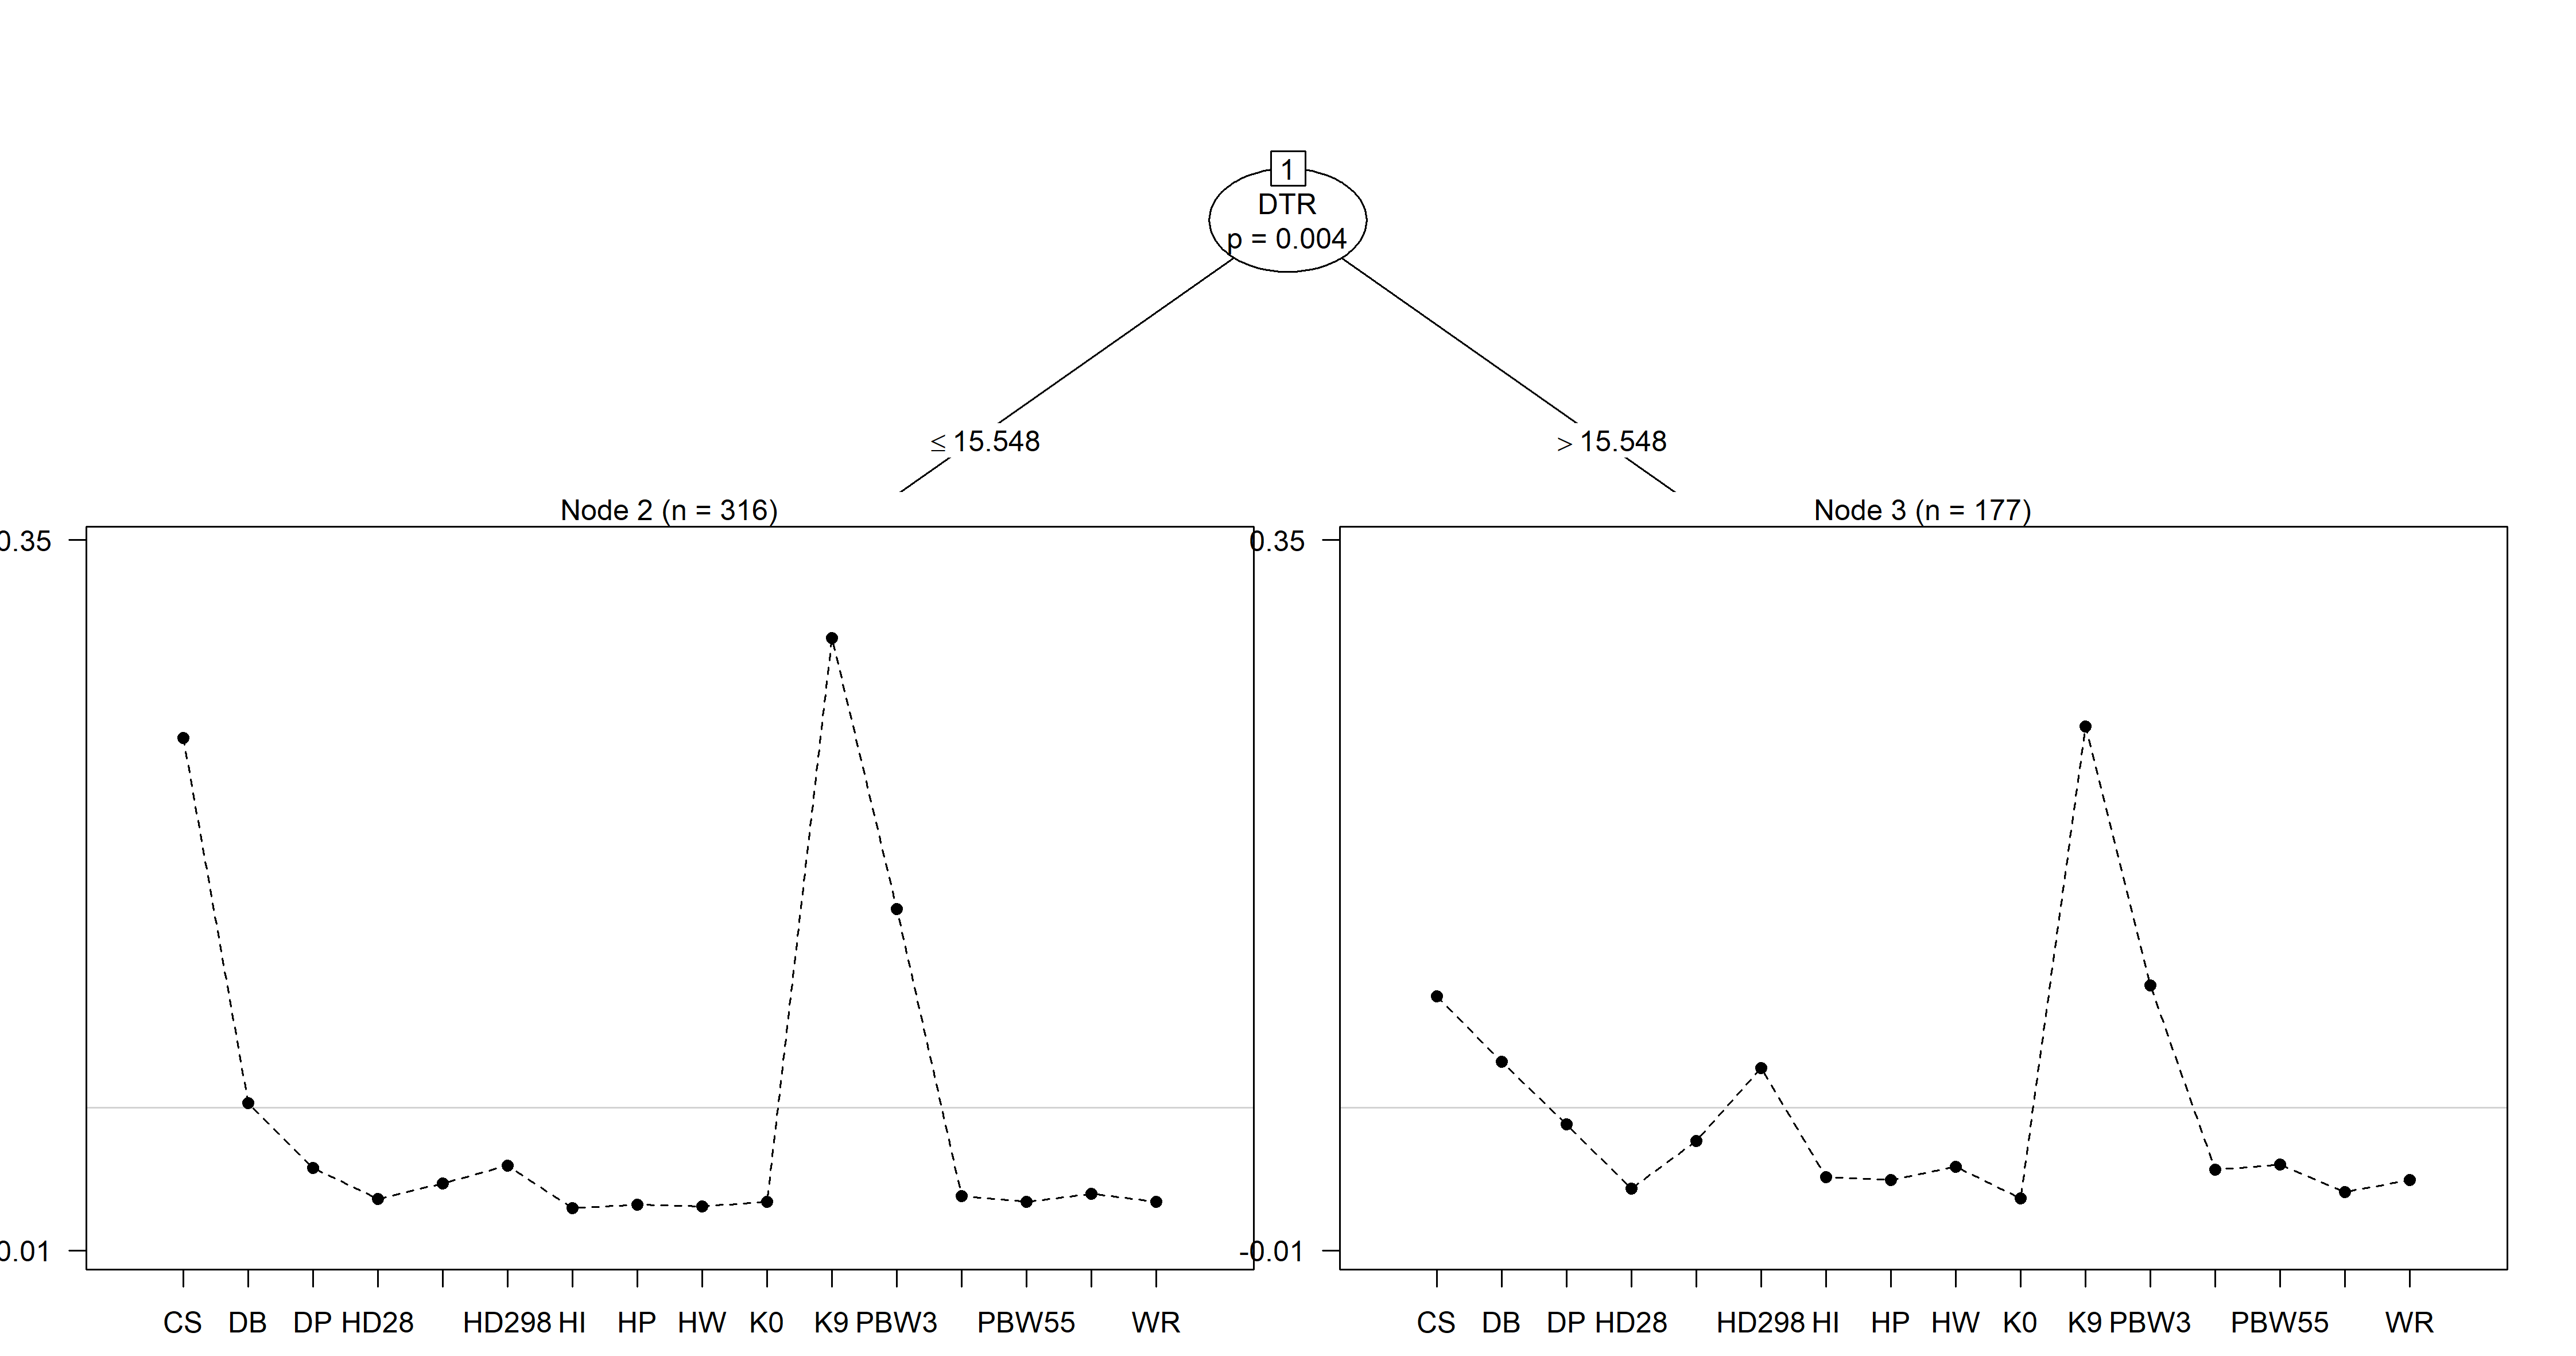 1
DTR
p = 0.004
≤ 15.548
> 15.548
Node 2 (n = 316)
Node 3 (n = 177)
0.35
0.01
CS DB DP HD28 HD298 HI HP HW K0 K9 PBW3 PBW55 WR
0.35
-0.01
CS DB DP HD28 HD298 HI HP HW K0 K9 PBW3 PBW55 WR